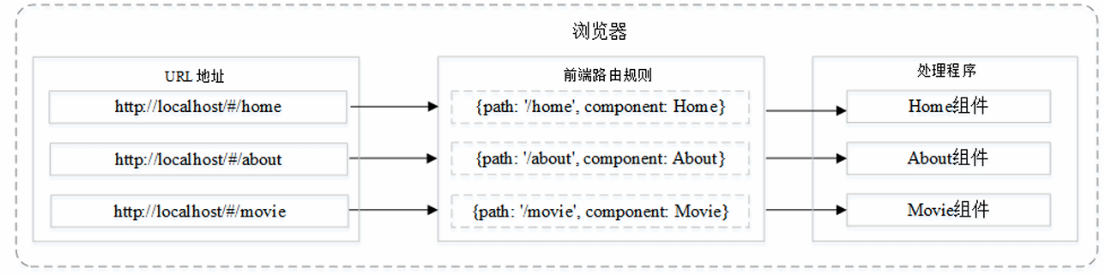 浏览器
URL 地址
http://localhost/#/home
http://localhost/#/about
http://localhost/#/movie
前端路由规则
{path: '/home', component: Home}
{path: '/about', component: About}
{path: '/movie', component: Movie}
处理程序
Home组件
About组件
Movie组件